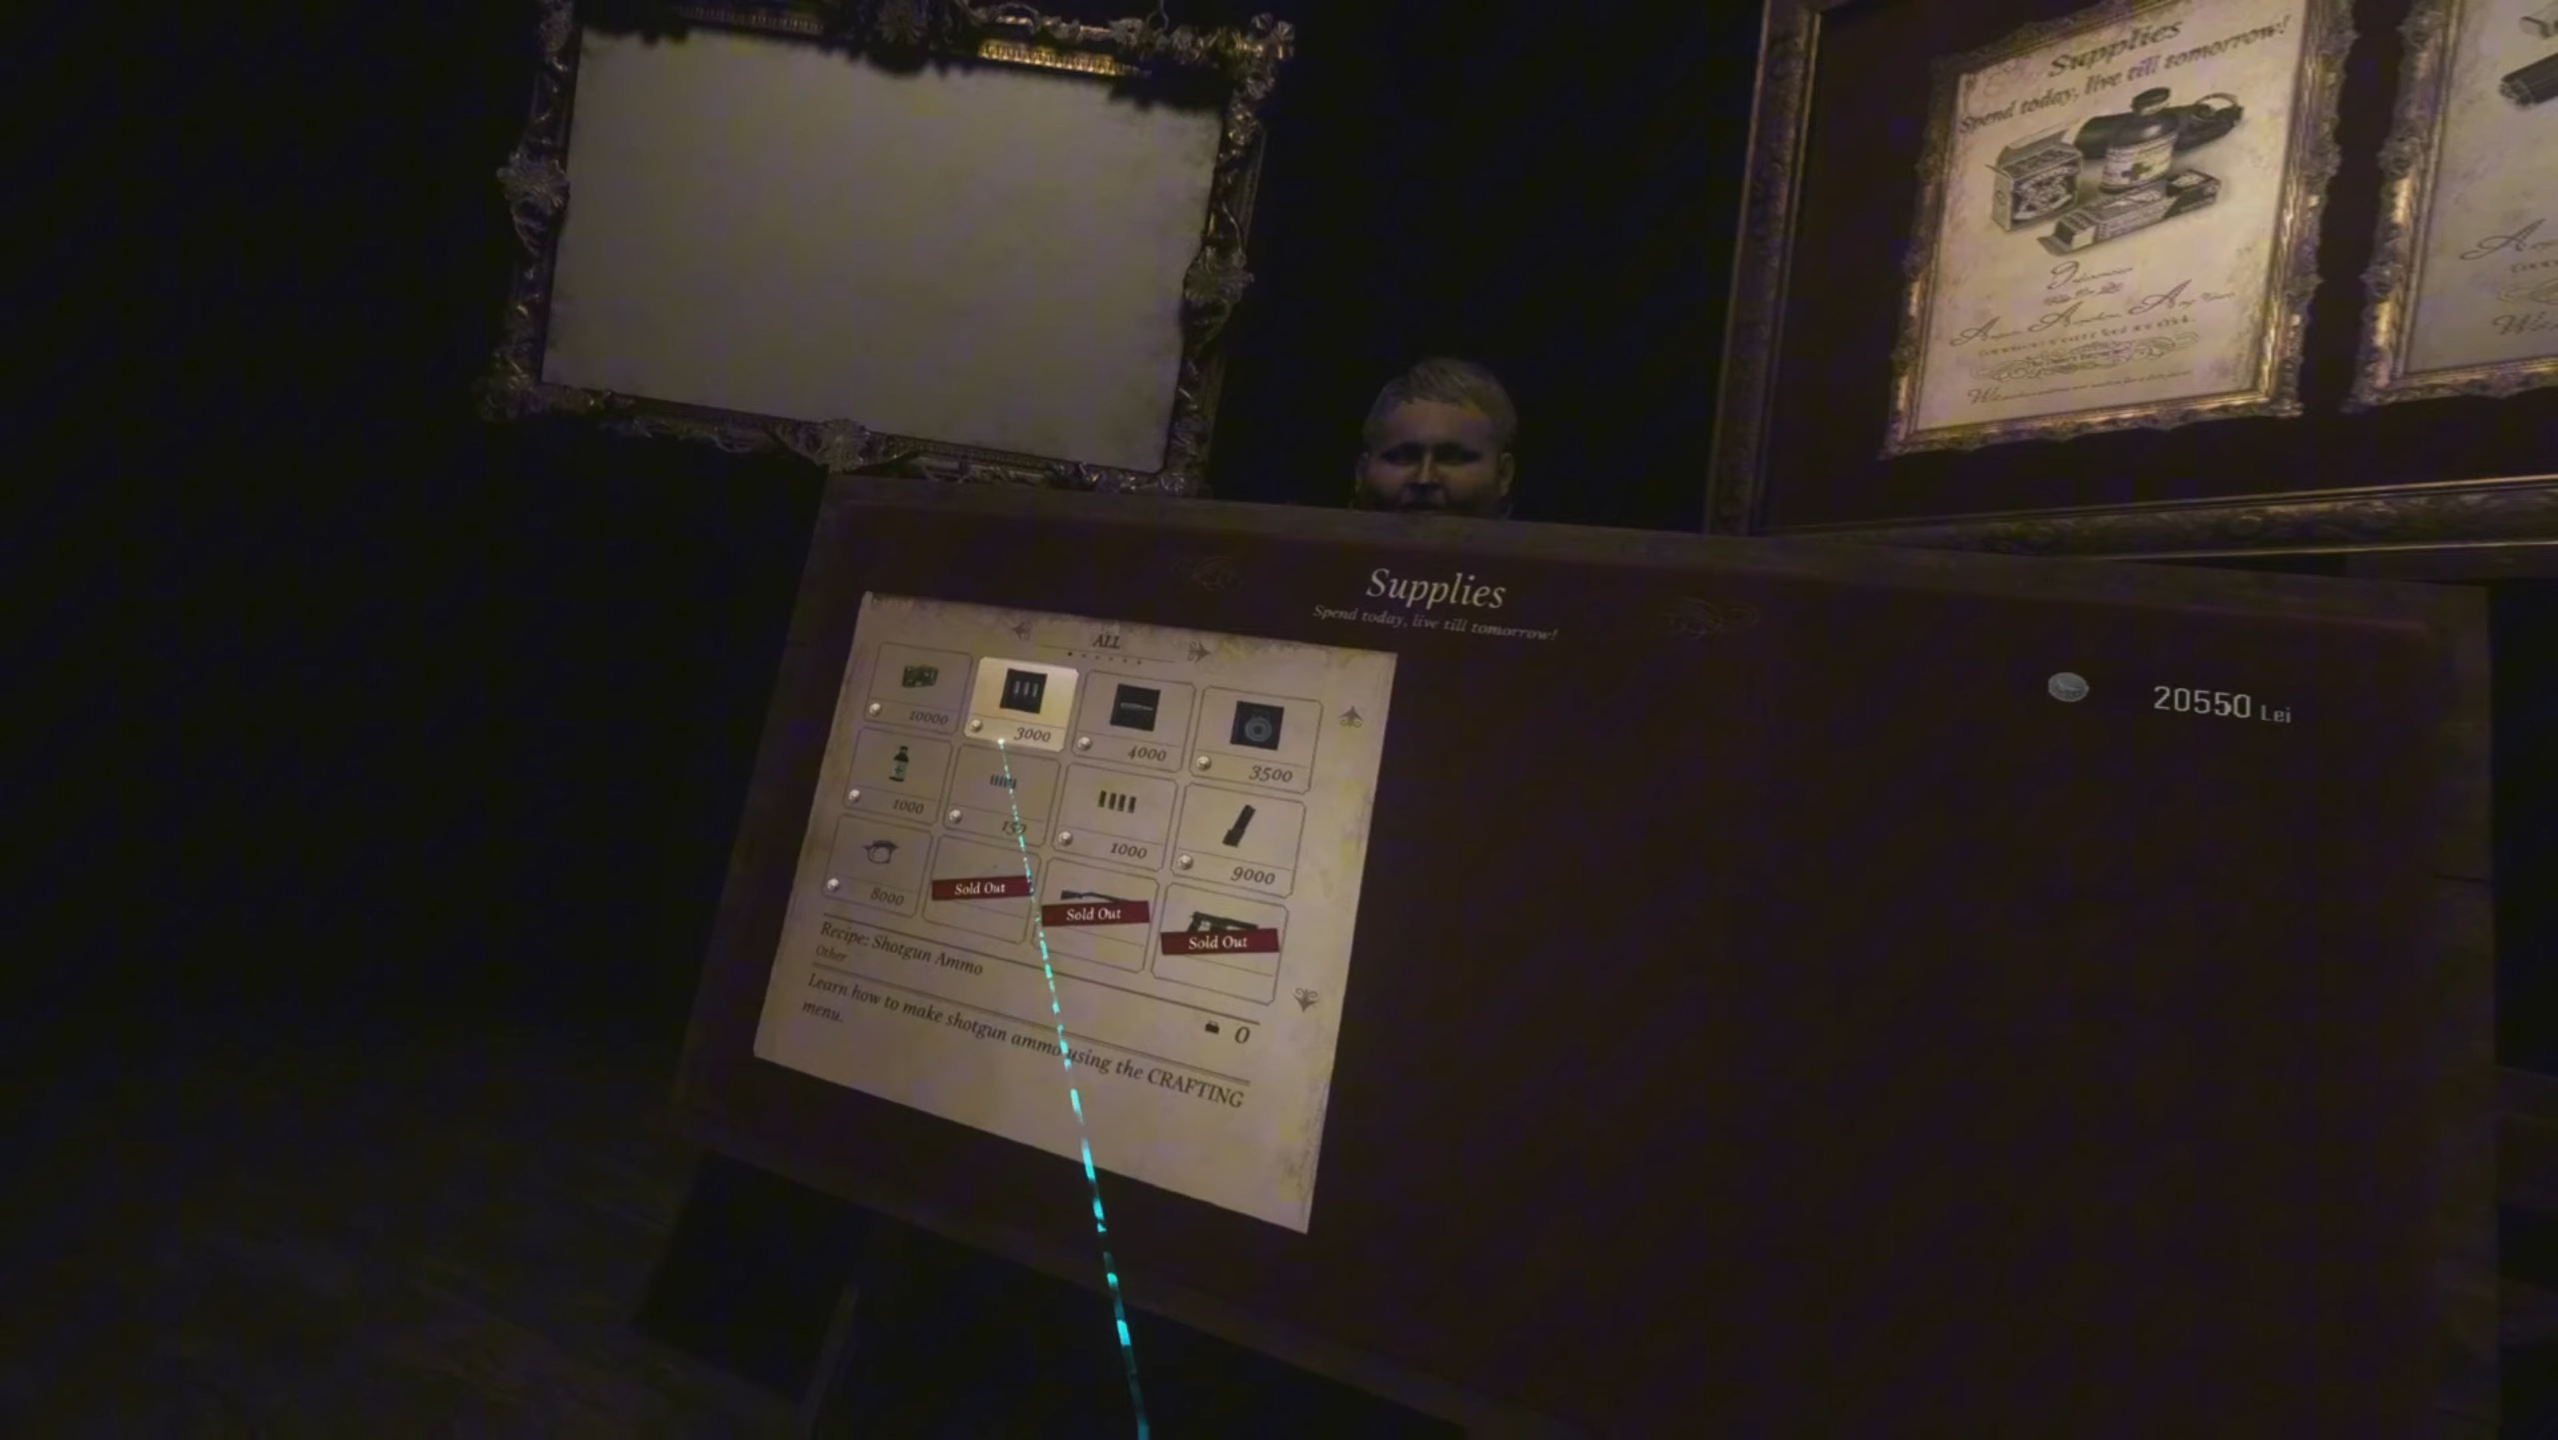 Supplies
Spend today, live till tomorrow!
Supplies
Spend today, live till tomorrow!
ALL
20550 Lei
10000
3000
4000
3500
1000
150
1000
9000
8000
Sold Out
Sold Out
Sold Out
Recipe: Shotgun Ammo
Other
0
Learn how to make shotgun ammo using the CRAFTING
menu.